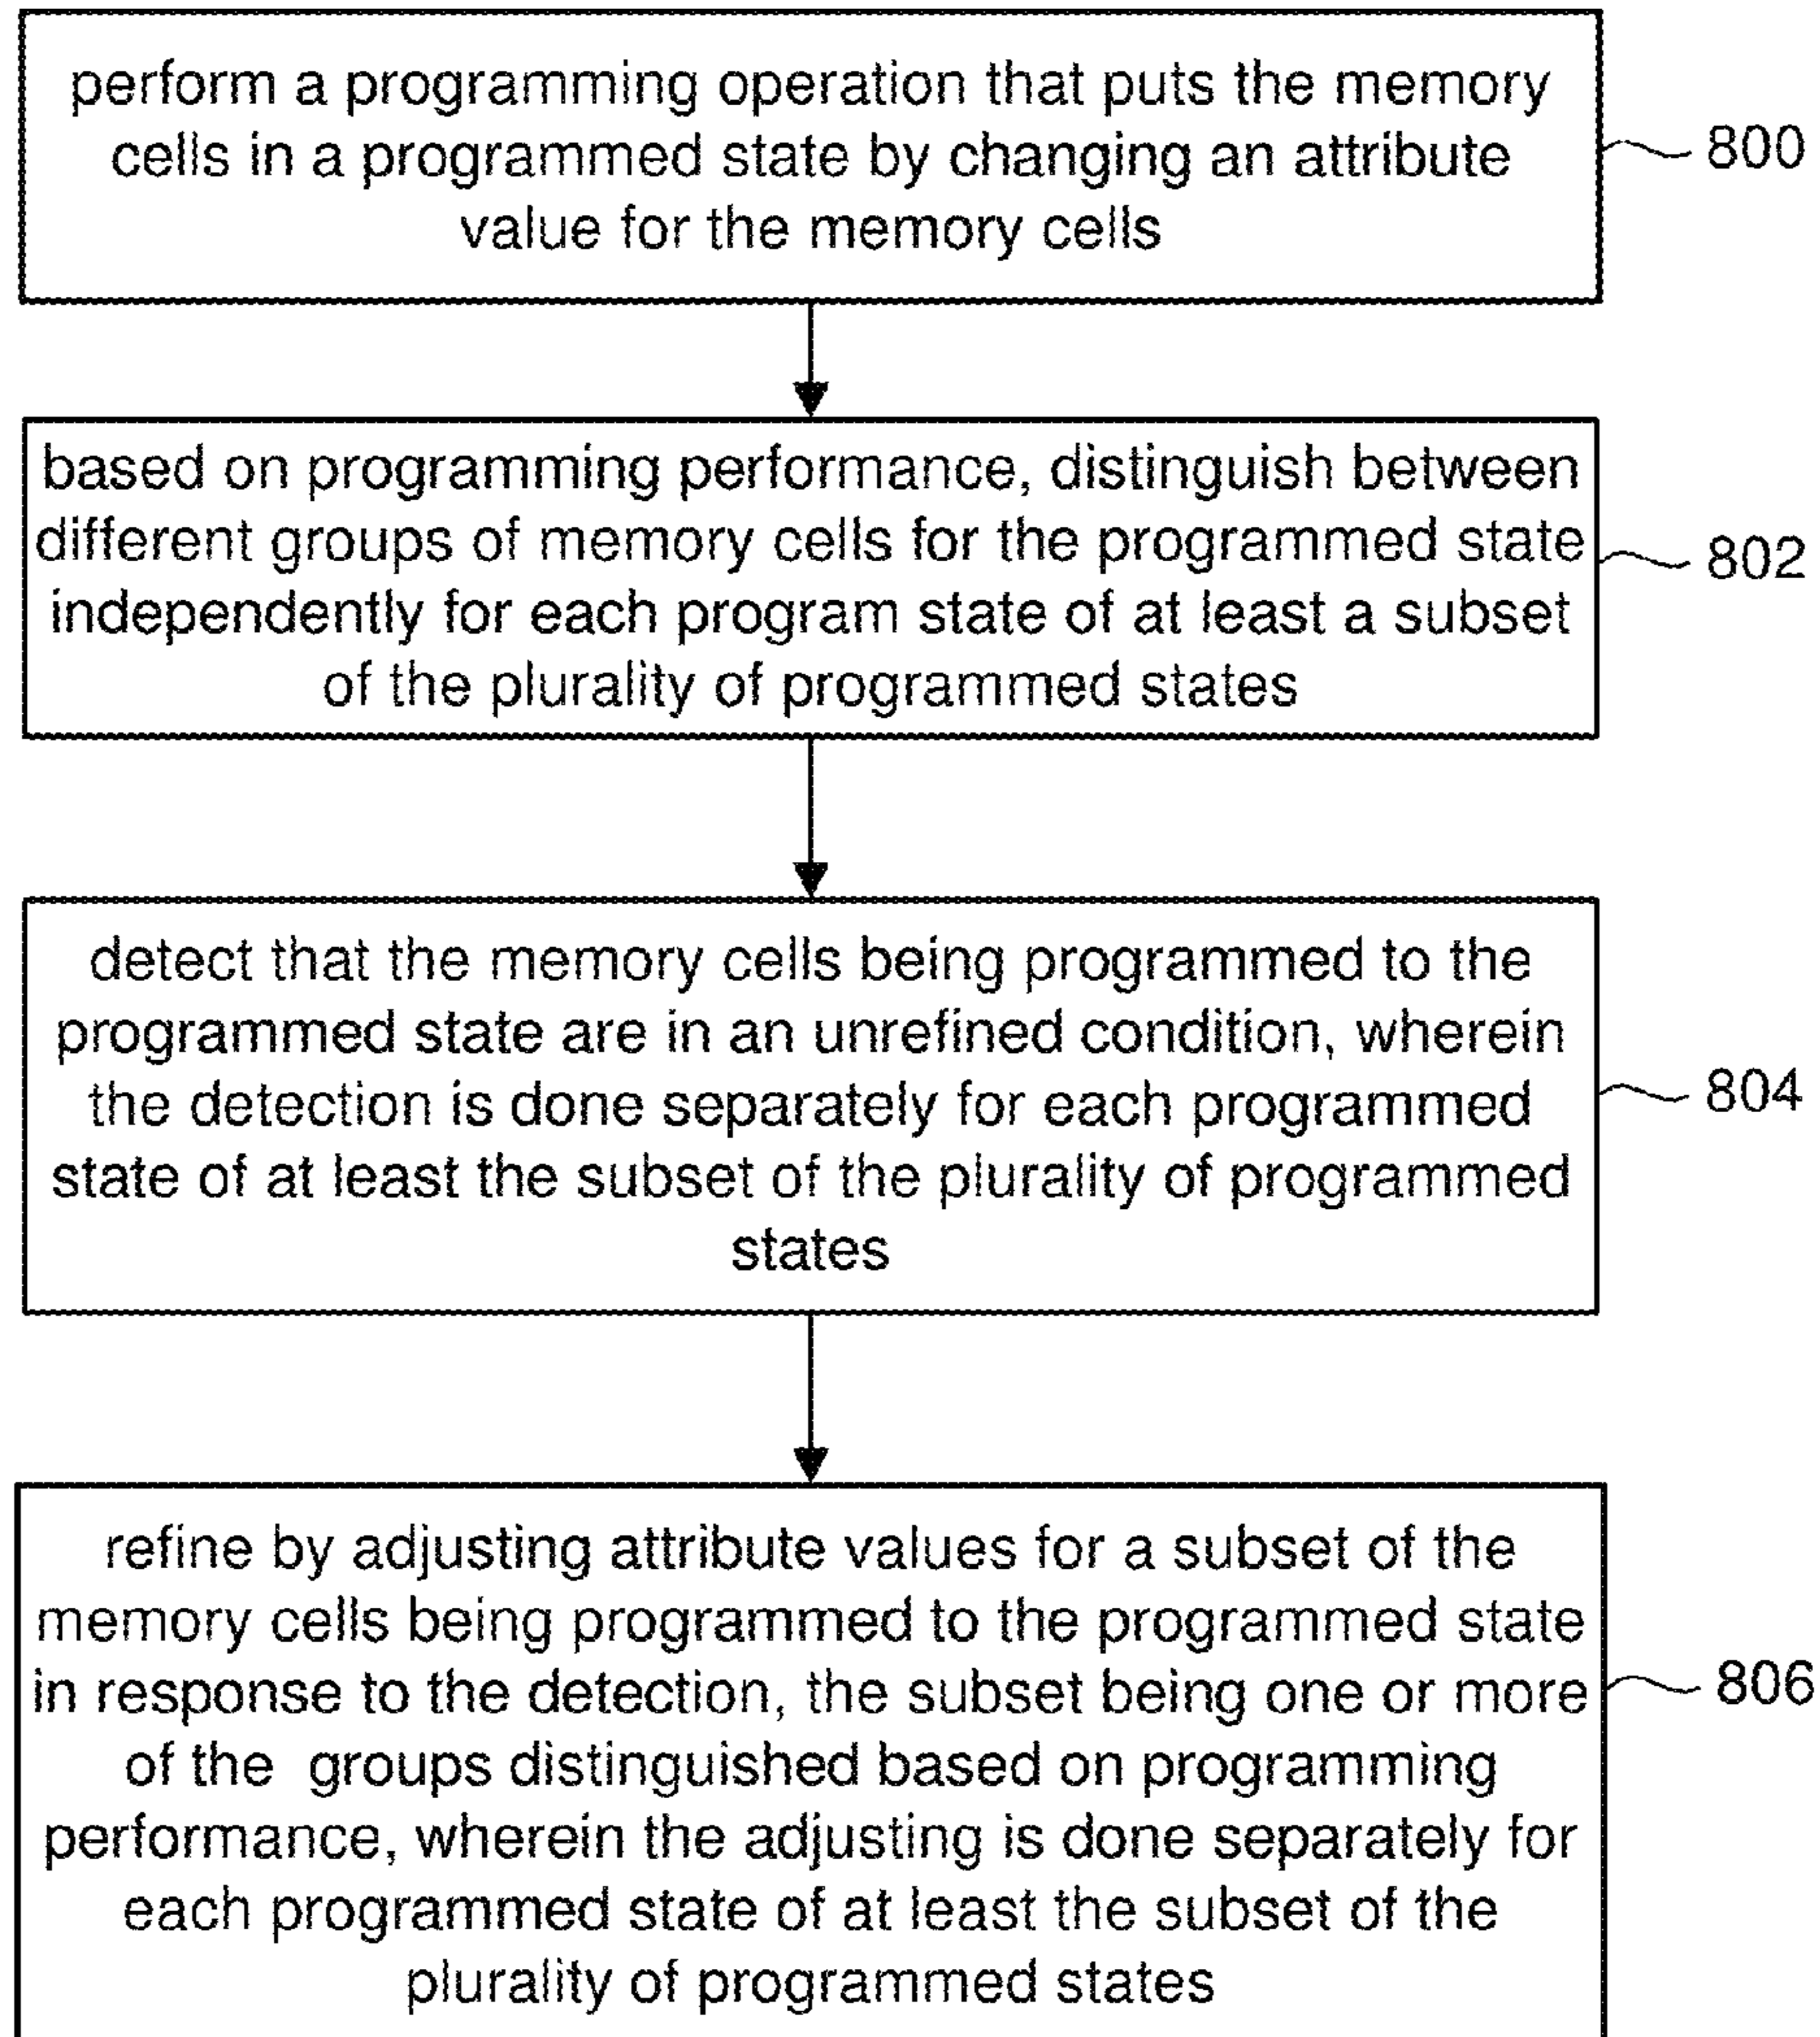 perform a programming operation that puts the memory
cells in a programmed state by changing an attribute
value for the memory cells
800
based on programming performance, distinguish between
different groups of memory cells for the programmed state
independently for each program state of at least a subset
of the plurality of programmed states
802
detect that the memory cells being programmed to the
programmed state are in an unrefined condition, wherein
the detection is done separately for each programmed
state of at least the subset of the plurality of programmed
states
804
refine by adjusting attribute values for a subset of the
memory cells being programmed to the programmed state
in response to the detection, the subset being one or more
of the groups distinguished based on programming
performance, wherein the adjusting is done separately for
each programmed state of at least the subset of the
plurality of programmed states
806